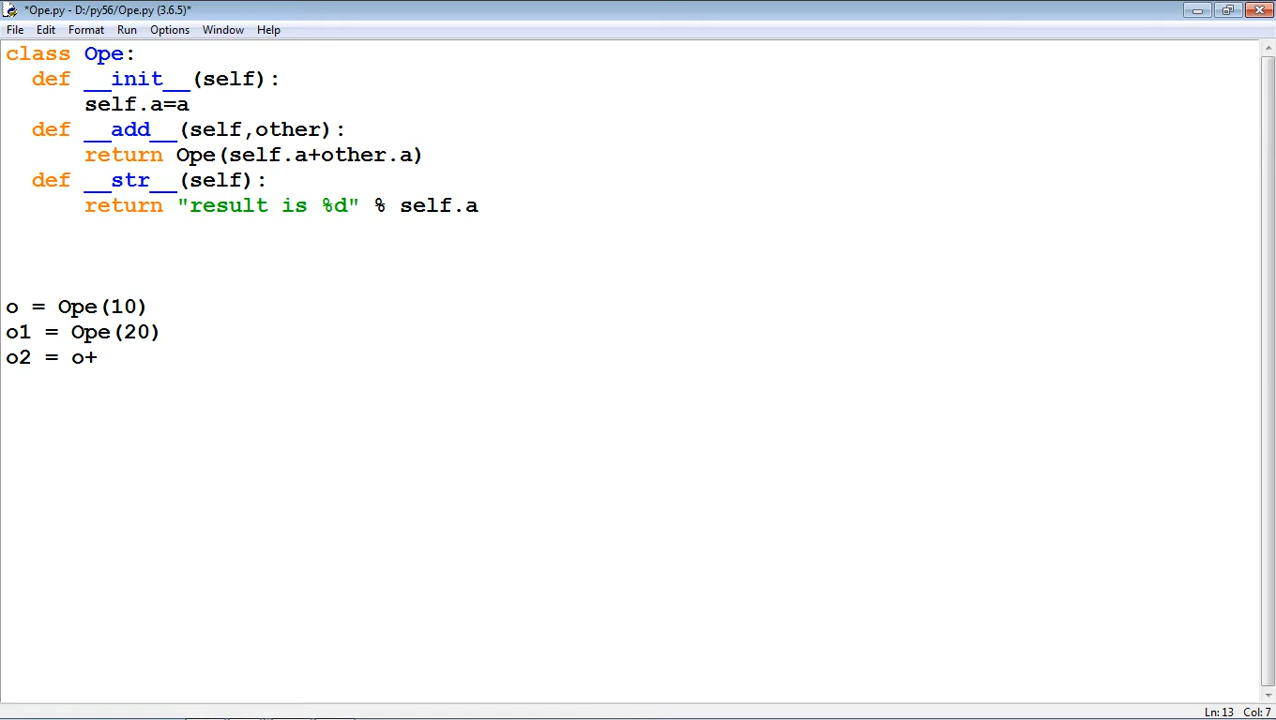 *Ope.py - D:/py56/Ope.py (3.6.5)*
File Edit Format Run Options Window Help
class Ope:
  def __init__(self):
      self.a=a
  def __add__(self,other):
      return Ope(self.a+other.a)
  def __str__(self):
      return "result is %d" % self.a
o = Ope(10)
o1 = Ope(20)
o2 = o+
Ln: 13 Col: 7